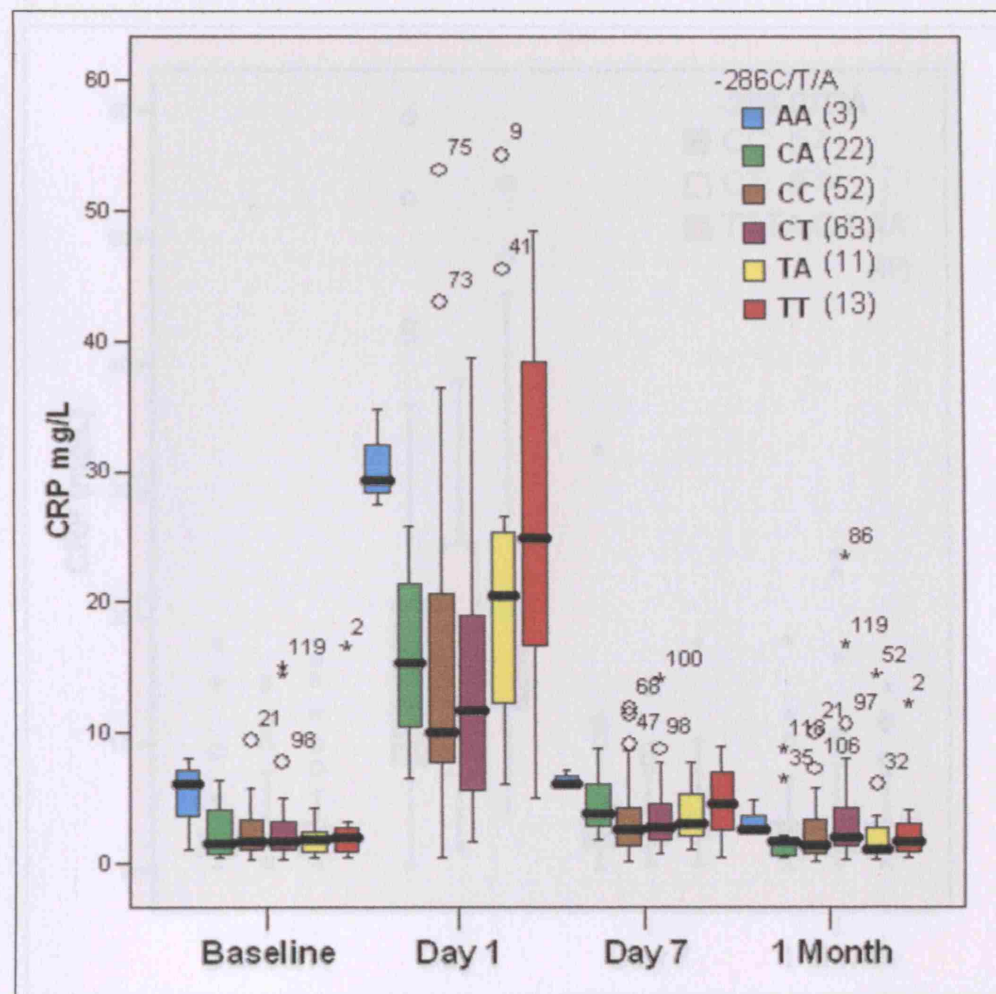 -286C/T/A
AA (3)
CA (22)
CC (52)
CT (63)
TA (11)
TT (13)
CRP mg/L
60
50
40
30
20
10
0
75
73
9
41
119
2
21
98
68
47
100
98
118
35
21
106
86
119
97
52
32
2
Baseline
Day 1
Day 7
1 Month